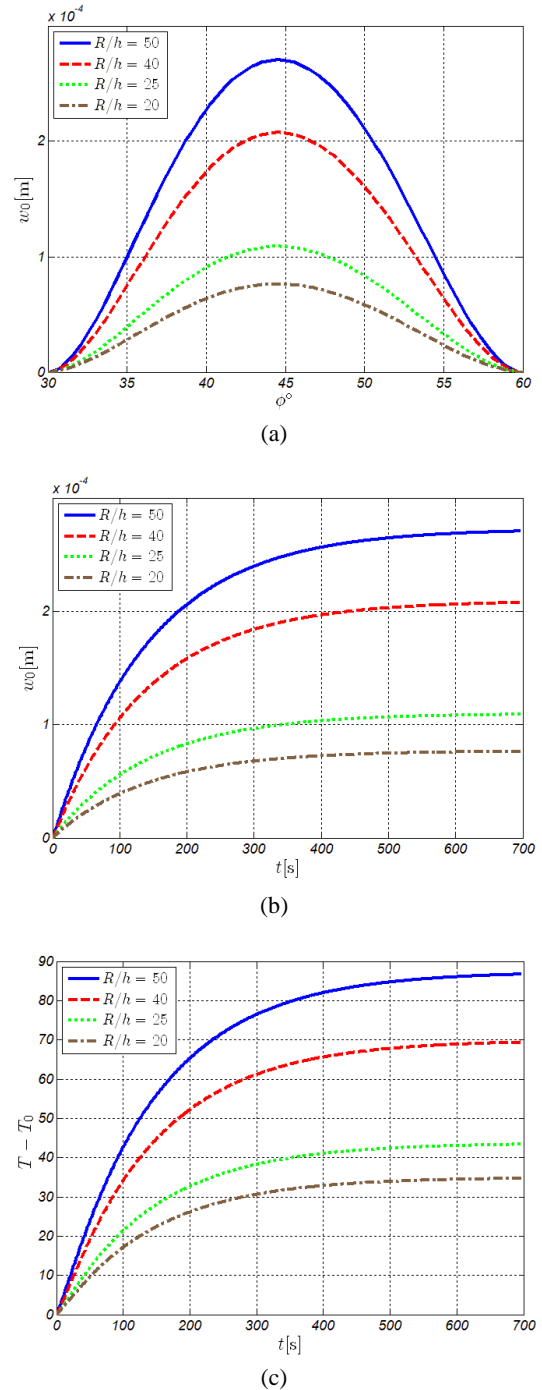 x 10⁻⁴
R/h = 50
R/h = 40
R/h = 25
R/h = 20
2
1
0
w₀[m]
30 35 40 45 50 55 60
ϕ°
(a)
x 10⁻⁴
R/h = 50
R/h = 40
R/h = 25
R/h = 20
2
1
0
w₀[m]
0 100 200 300 400 500 600 700
t[s]
(b)
90
R/h = 50
R/h = 40
R/h = 25
R/h = 20
80
70
60
50
40
30
20
10
0
T − T₀
0 100 200 300 400 500 600 700
t[s]
(c)